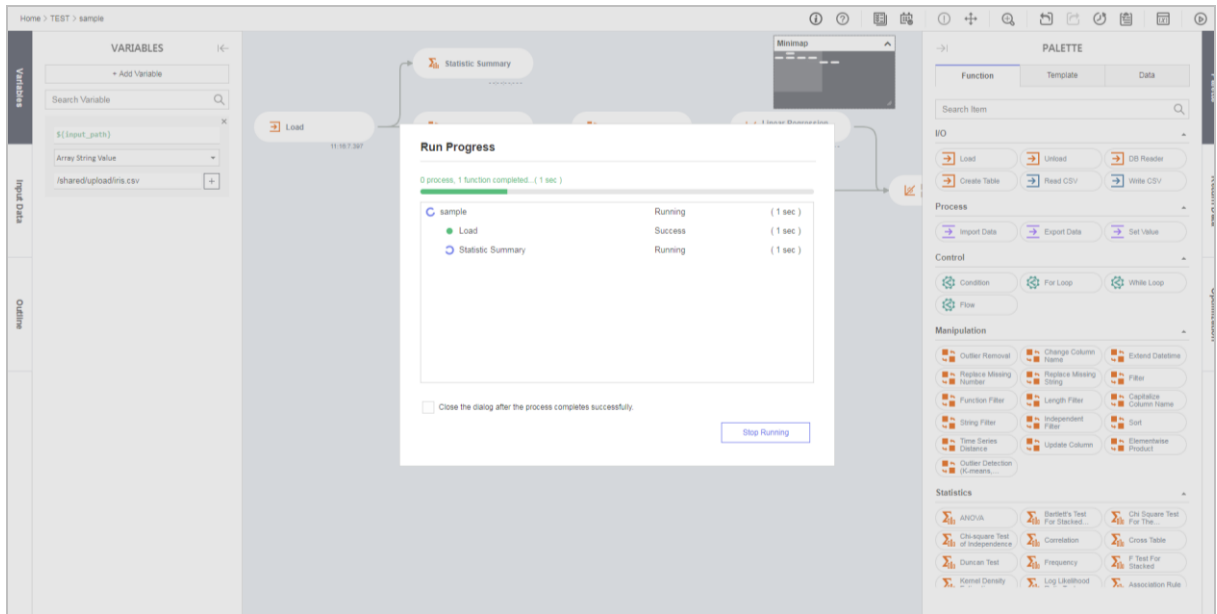 Home > TEST > sample
VARIABLES
+ Add Variable
Search Variable
${input_path}
Array String Value
/shared/upload/iris.csv
+
Variables
Input Data
Outline
Load
11:18:7.397
Statistic Summary
Linear Regression
Minimap
Run Progress
0 process, 1 function completed...( 1 sec )
sample Running ( 1 sec )
Load Success ( 1 sec )
Statistic Summary Running ( 1 sec )
Close the dialog after the process completes successfully.
Stop Running
PALETTE
Function Template Data
Search Item
I/O
Load Unload DB Reader
Create Table Read CSV Write CSV
Process
Import Data Export Data Set Value
Control
Condition For Loop While Loop
Flow
Manipulation
Outlier Removal Change Column Name Extend Datetime
Replace Missing Number Replace Missing String Filter
Function Filter Length Filter Capitalize Column Name
String Filter Independent Filter Sort
Time Series Distance Update Column Elementwise Product
Outlier Detection (K-means,...
Statistics
ANOVA Bartlett's Test For Stacked... Chi Square Test For The...
Chi-square Test of Independence Correlation Cross Table
Duncan Test Frequency F Test For Stacked
Kernel Density Log Likelihood Association Rule